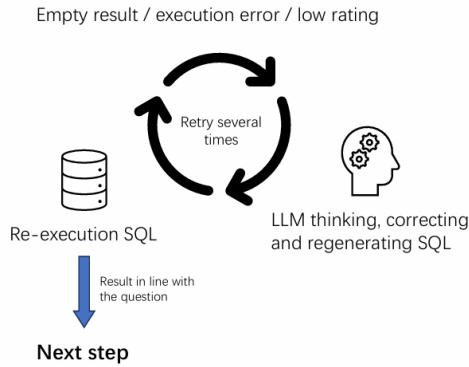 Empty result / execution error / low rating
Retry several
times
Re-execution SQL
LLM thinking, correcting
and regenerating SQL
Result in line with
the question
Next step